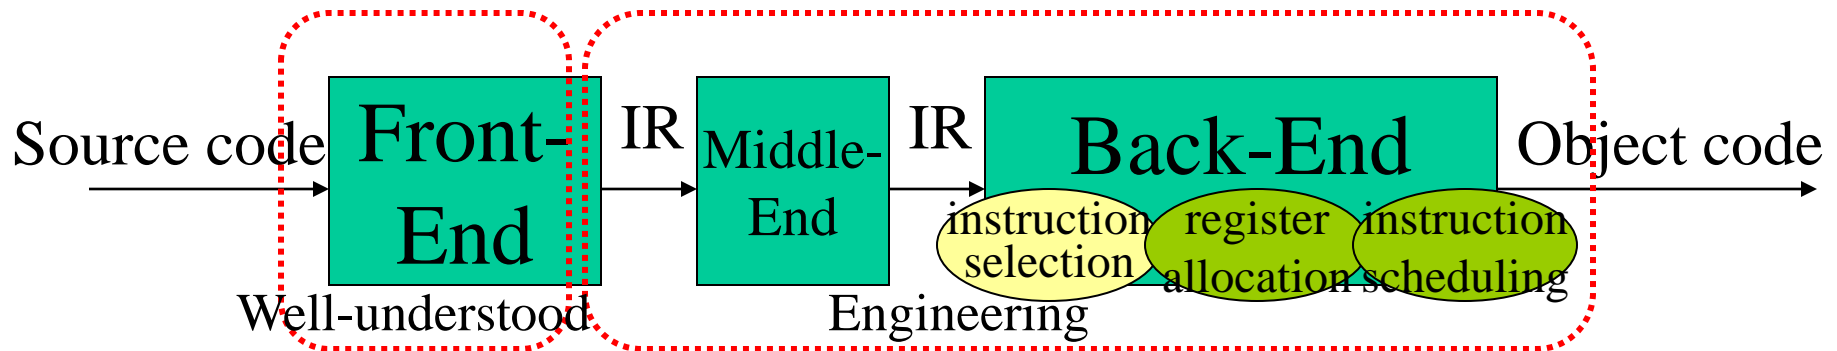 Source code
Front-
End
IR
Middle-
End
IR
Back-End
instruction
selection
register
allocation
instruction
scheduling
Object code
Well-understood
Engineering